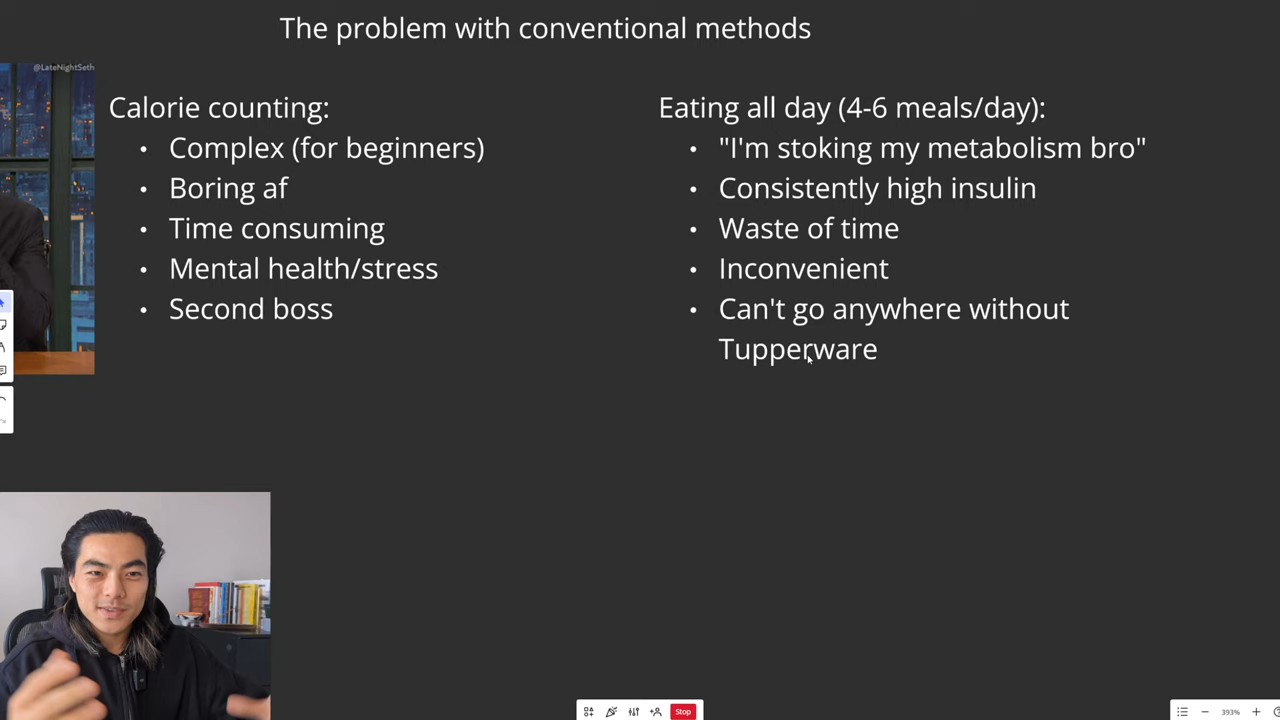 The problem with conventional methods
@LateNightSeth
Calorie counting:
• Complex (for beginners)
• Boring af
• Time consuming
• Mental health/stress
• Second boss
Eating all day (4-6 meals/day):
• "I'm stoking my metabolism bro"
• Consistently high insulin
• Waste of time
• Inconvenient
• Can't go anywhere without
Tupperware
Stop
393%